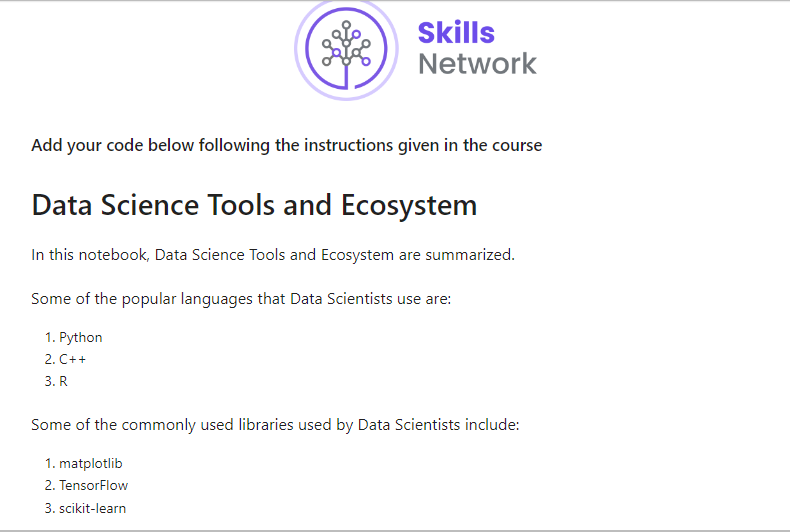 Skills
Network
Add your code below following the instructions given in the course
Data Science Tools and Ecosystem
In this notebook, Data Science Tools and Ecosystem are summarized.
Some of the popular languages that Data Scientists use are:
1. Python
2. C++
3. R
Some of the commonly used libraries used by Data Scientists include:
1. matplotlib
2. TensorFlow
3. scikit-learn